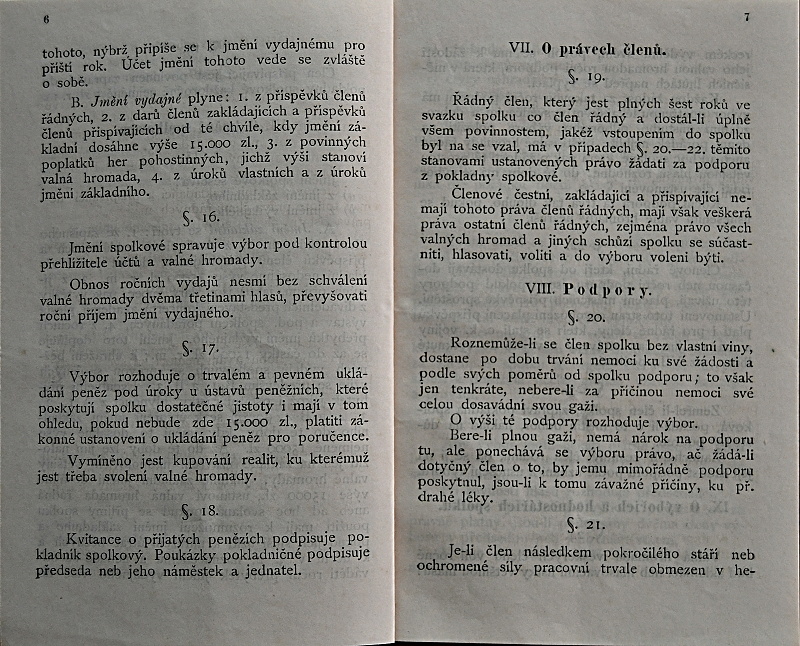 6
tohoto, nýbrž připíše se k jmění vydajnému pro
příští rok. Účet jmění tohoto vede se zvláště
o sobě.
B. Jmění vydajné plyne: 1. z příspěvků členů
řádných, 2. z darů členů zakládajících a příspěvků
členů přispívajících od té chvíle, kdy jmění zá-
kladní dosáhne výše 15.000 zl., 3. z povinných
poplatků her pohostinných, jichž výši stanoví
valná hromada, 4. z úroků vlastních a z úroků
jmění základního.
§. 16.
Jmění spolkové spravuje výbor pod kontrolou
přehlížitele účtů a valné hromady.
Obnos ročních vydajů nesmí bez schválení
valné hromady dvěma třetinami hlasů, převyšovati
roční příjem jmění vydajného.
§. 17.
Výbor rozhoduje o trvalém a pevném uklá-
dání peněz pod úroky u ústavů peněžních, které
poskytují spolku dostatečné jistoty i mají v tom
ohledu, pokud nebude zde 15.000 zl., platiti zá-
konné ustanovení o ukládání peněz pro poručence.
Vymíněno jest kupování realit, ku kterémuž
jest třeba svolení valné hromady.
§. 18.
Kvitance o přijatých penězích podpisuje po-
kladník spolkový. Poukázky pokladničné podpisuje
předseda neb jeho náměstek a jednatel.
7
VII. O právech členů.
§. 19.
Řádný člen, který jest plných šest roků ve
svazku spolku co člen řádný a dostál-li úplně
všem povinnostem, jakéž vstoupením do spolku
byl na se vzal, má v případech §. 20.—22. těmito
stanovami ustanovených právo žádati za podporu
z pokladny spolkové.
Členové čestní, zakládající a přispívající ne-
mají tohoto práva členů řádných, mají však veškerá
práva ostatní členů řádných, zejména právo všech
valných hromad a jiných schůzí spolku se súčast-
niti, hlasovati, voliti a do výboru voleni býti.
VIII. Podpory.
§. 20.
Roznemůže-li se člen spolku bez vlastní viny,
dostane po dobu trvání nemoci ku své žádosti a
podle svých poměrů od spolku podporu; to však
jen tenkráte, nebere-li za příčinou nemoci své
celou dosavádní svou gaži.
O výši té podpory rozhoduje výbor.
Bere-li plnou gaži, nemá nárok na podporu
tu, ale ponechává se výboru právo, ač žádá-li
dotyčný člen o to, by jemu mimořádně podporu
poskytnul, jsou-li k tomu závažné příčiny, ku př.
drahé léky.
§. 21.
Je-li člen následkem pokročilého stáří neb
ochromené síly pracovní trvale obmezen v he-